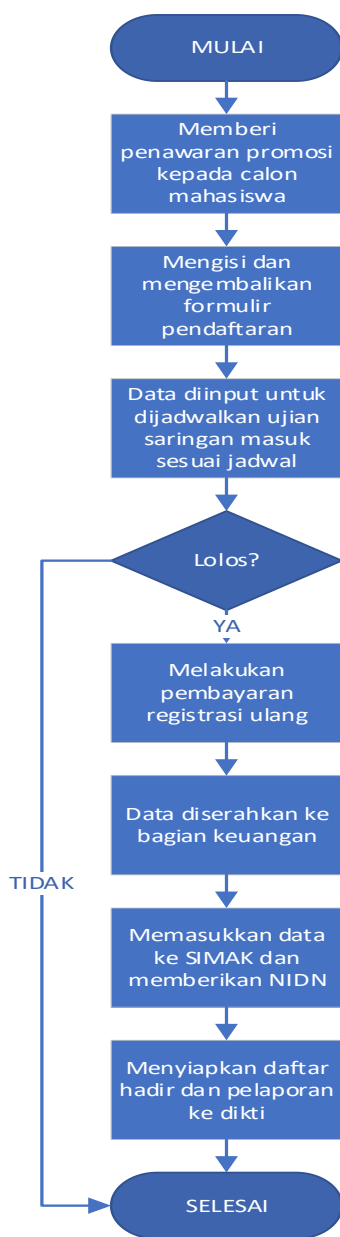 MULAI
Memberi
penawaran promosi
kepada calon
mahasiswa
Mengisi dan
mengembalikan
formulir
pendaftaran
Data diinput untuk
dijadwalkan ujian
saringan masuk
sesuai jadwal
Lolos?
YA
Melakukan
pembayaran
registrasi ulang
Data diserahkan ke
bagian keuangan
TIDAK
Memasukkan data
ke SIMAK dan
memberikan NIDN
Menyiapkan daftar
hadir dan pelaporan
ke dikti
SELESAI